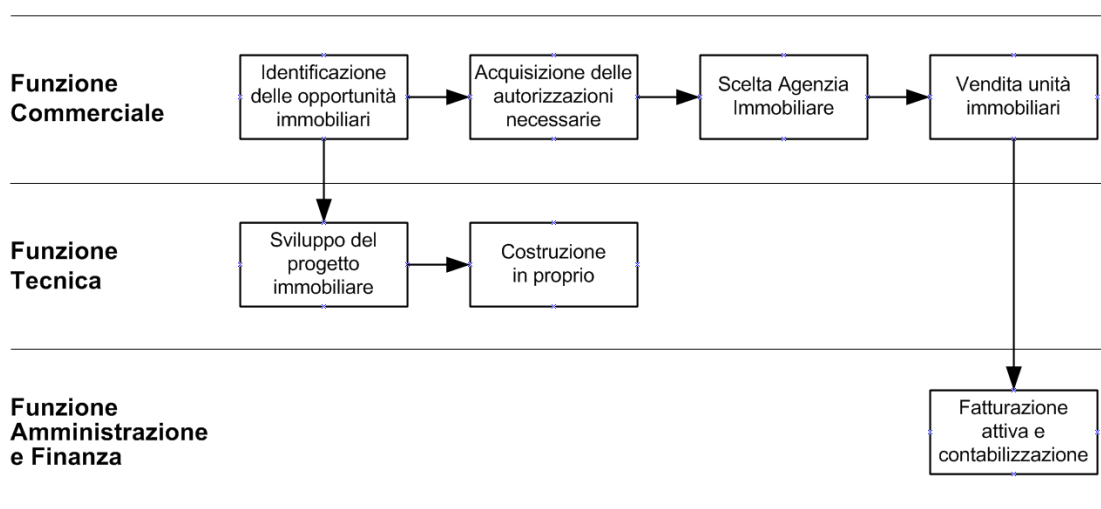 Funzione
Commerciale
Identificazione
delle opportunità
immobiliari
Acquisizione delle
autorizzazioni
necessarie
Scelta Agenzia
Immobiliare
Vendita unità
immobiliari
Funzione
Tecnica
Sviluppo del
progetto
immobiliare
Costruzione
in proprio
Funzione
Amministrazione
e Finanza
Fatturazione
attiva e
contabilizzazione